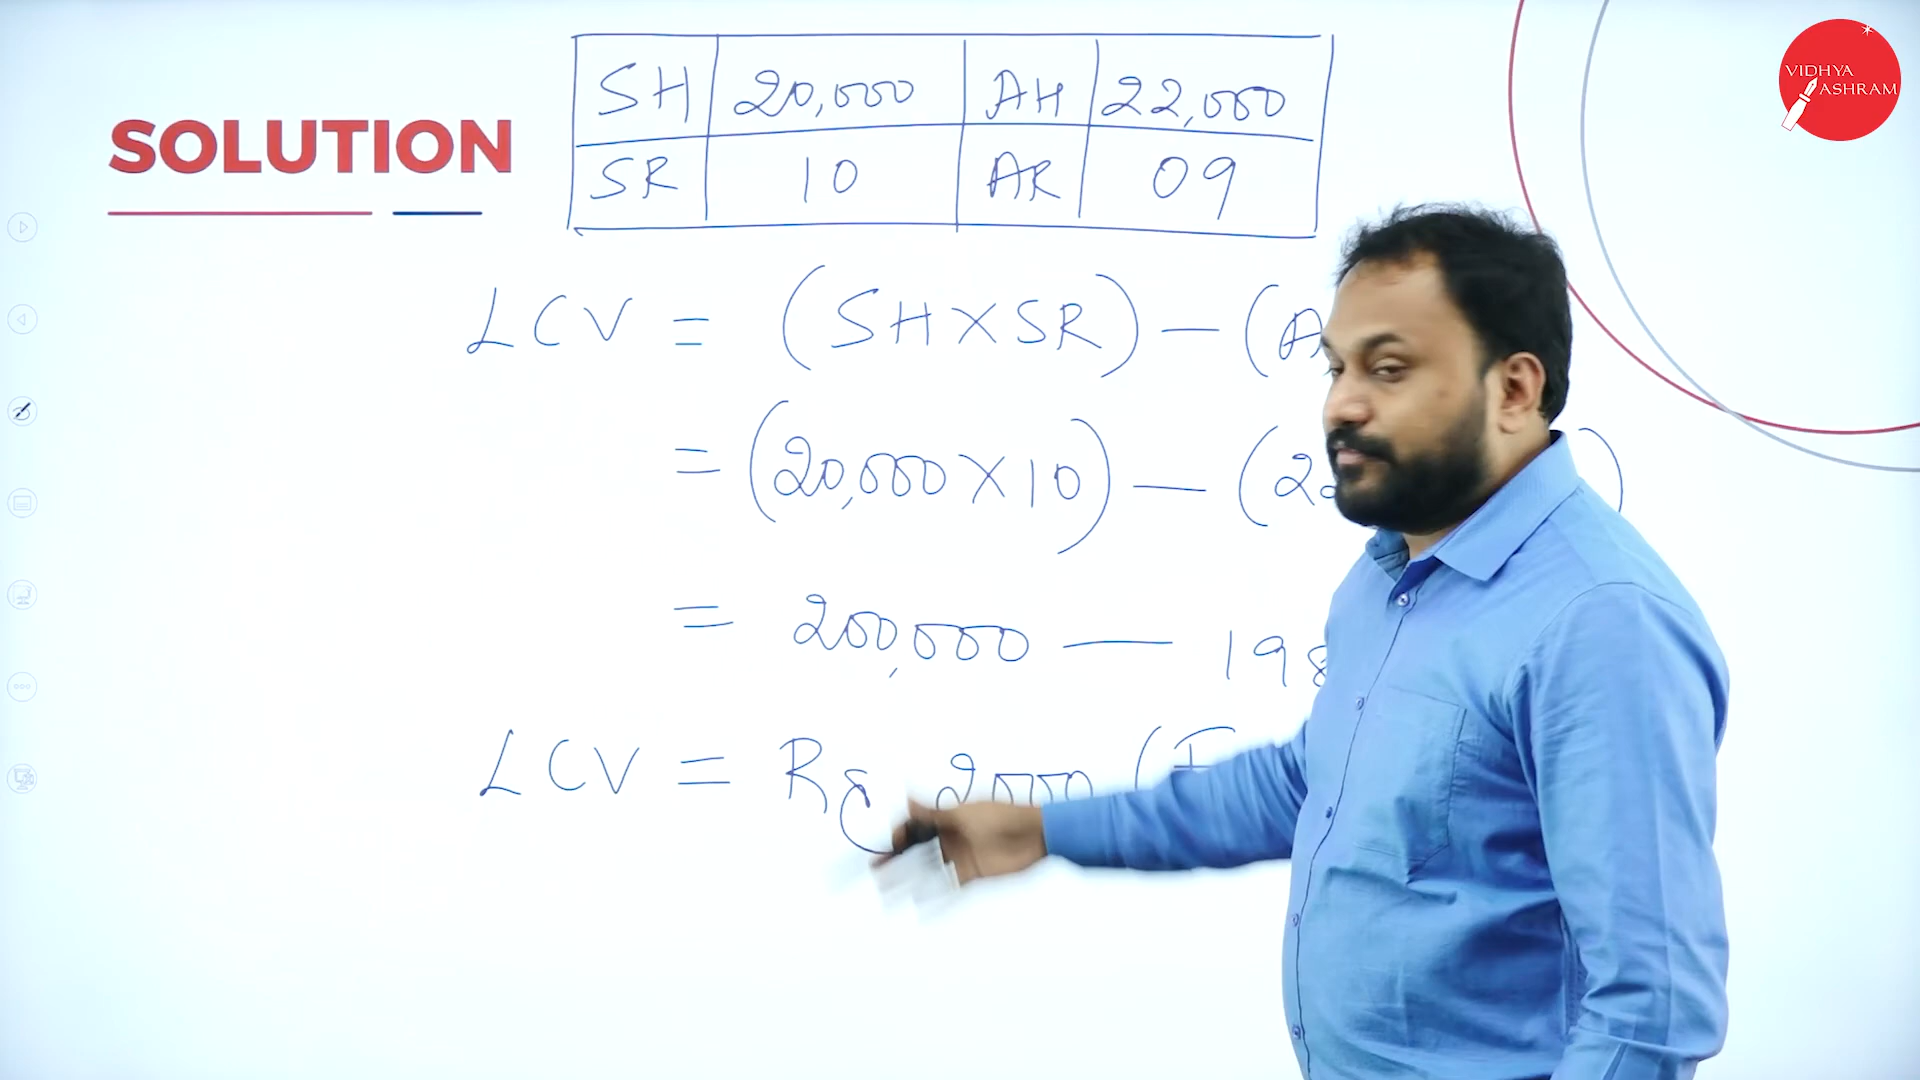 VIDHYA
ASHRAM
SOLUTION
SH 20,000 AH 22,000
SR 10 AR 09
LCV = (SH X SR) — (A
= (20,000 X 10) — (2 )
= 200,000 — 198
LCV = Rs 2000 (F